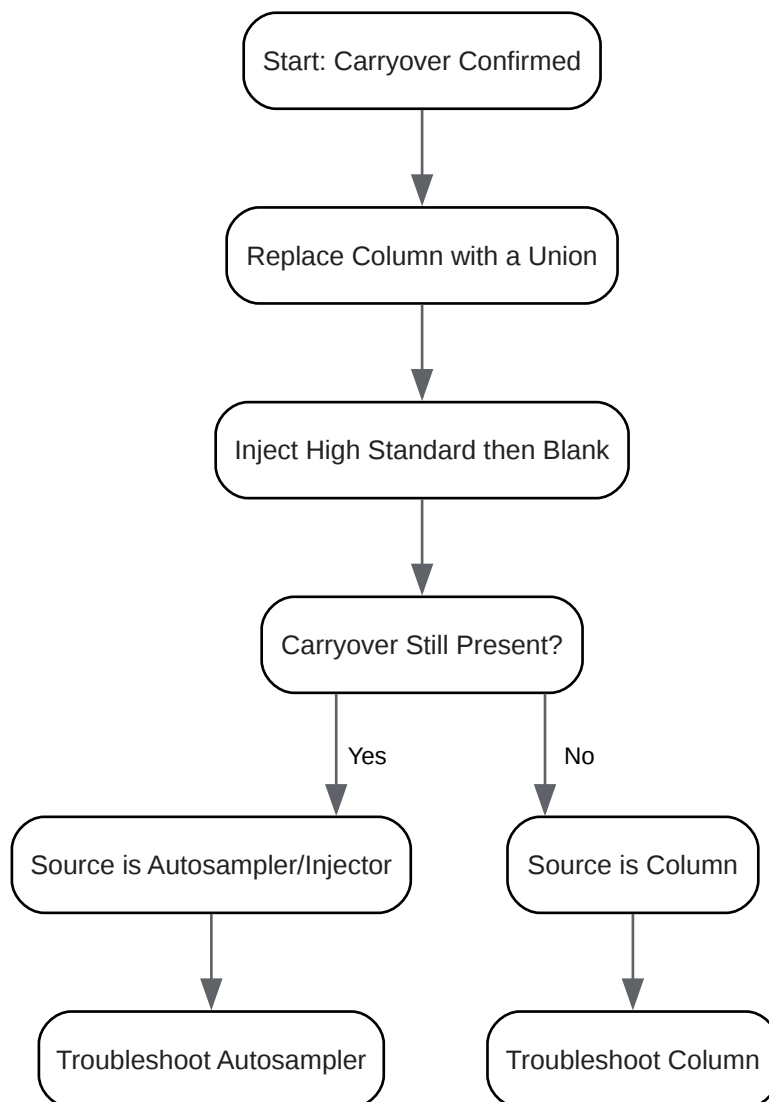 Start: Carryover Confirmed
Replace Column with a Union
Inject High Standard then Blank
Carryover Still Present?
Yes
No
Source is Autosampler/Injector
Source is Column
Troubleshoot Autosampler
Troubleshoot Column